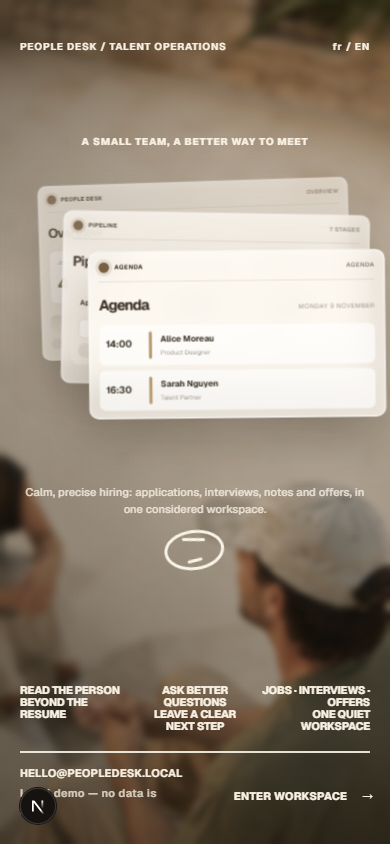 PEOPLE DESK / TALENT OPERATIONS
fr / EN
A SMALL TEAM, A BETTER WAY TO MEET
PEOPLE DESK
OVERVIEW
PIPELINE
7 STAGES
AGENDA
AGENDA
Agenda
MONDAY 9 NOVEMBER
14:00
Alice Moreau
Product Designer
16:30
Sarah Nguyen
Talent Partner
Calm, precise hiring: applications, interviews, notes and offers, in
one considered workspace.
READ THE PERSON
BEYOND THE
RESUME
ASK BETTER
QUESTIONS
LEAVE A CLEAR
NEXT STEP
JOBS · INTERVIEWS ·
OFFERS
ONE QUIET
WORKSPACE
HELLO@PEOPLEDESK.LOCAL
demo — no data is
N
ENTER WORKSPACE →